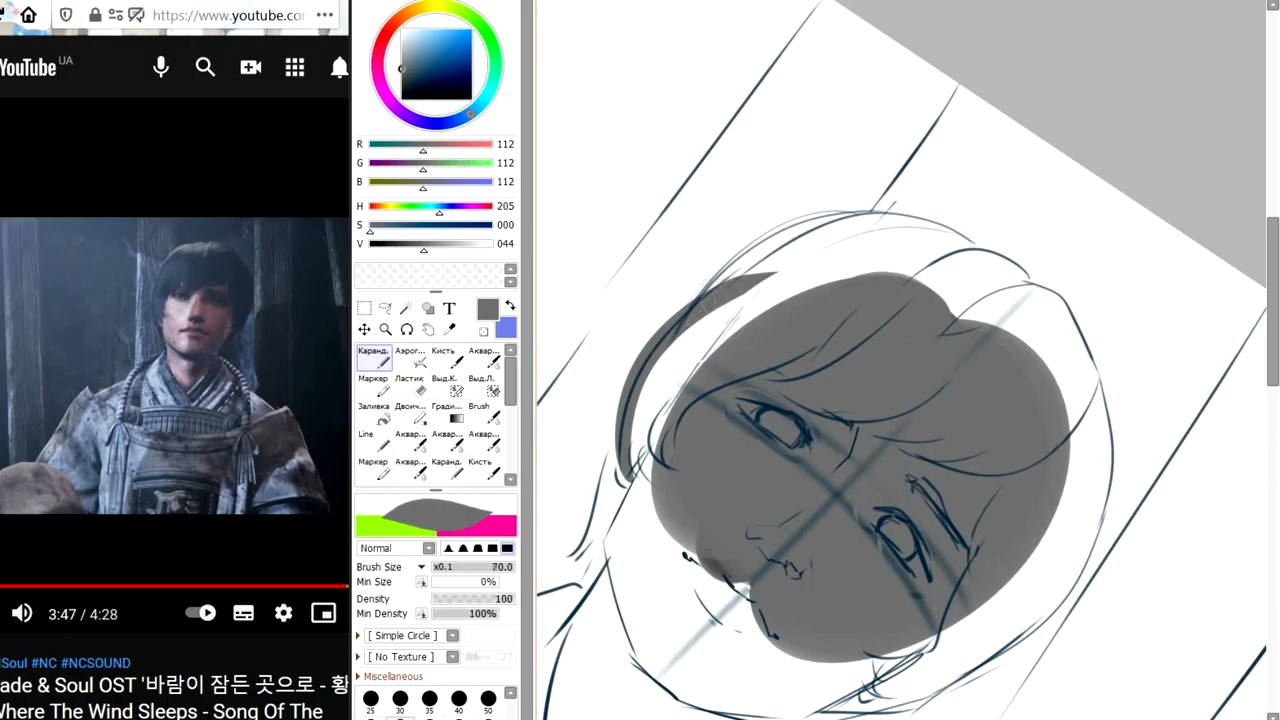 https://www.youtube.co
YouTube UA
3:47 / 4:28
Soul #NC #NCSOUND
ade & Soul OST '바람이 잠든 곳으로 - 황
Where The Wind Sleeps - Song Of The
R 112
G 112
B 112
H 205
S 000
V 044
T
Каранд. Аэрог... Кисть Аквар...
Маркер Ластик Выд.К. Выд.Л.
Заливка Двоич... Гради... Brush
Line Аквар... Аквар... Аквар...
Маркер Аквар... Каранд. Кисть
Normal
Brush Size x0.1 70.0
Min Size 0%
Density 100
Min Density 100%
[ Simple Circle ]
[ No Texture ] 27
Miscellaneous
25 30 35 40 50